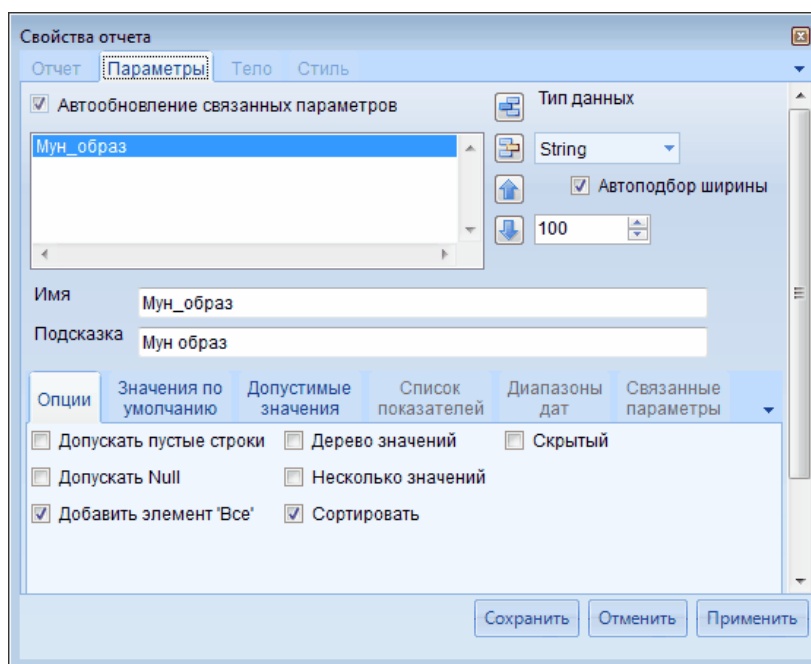 Свойства отчета
Отчет Параметры Тело Стиль
Автообновление связанных параметров
Тип данных
Мун_образ
String
Автоподбор ширины
100
Имя
Мун_образ
Подсказка
Мун образ
Опции
Значения по
умолчанию
Допустимые
значения
Список
показателей
Диапазоны
дат
Связанные
параметры
Допускать пустые строки Дерево значений Скрытый
Допускать Null Несколько значений
Добавить элемент 'Все' Сортировать
Сохранить Отменить Применить